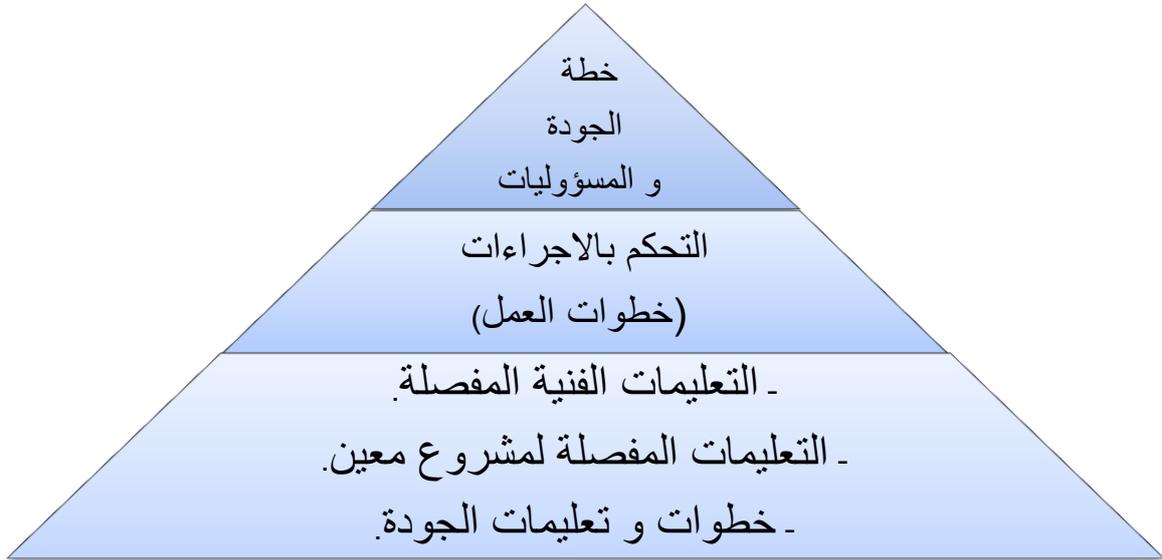 خطة
الجودة
و المسؤوليات
التحكم بالاجراءات
(خطوات العمل)
- التعليمات الفنية المفصلة.
- التعليمات المفصلة لمشروع معين.
- خطوات و تعليمات الجودة.